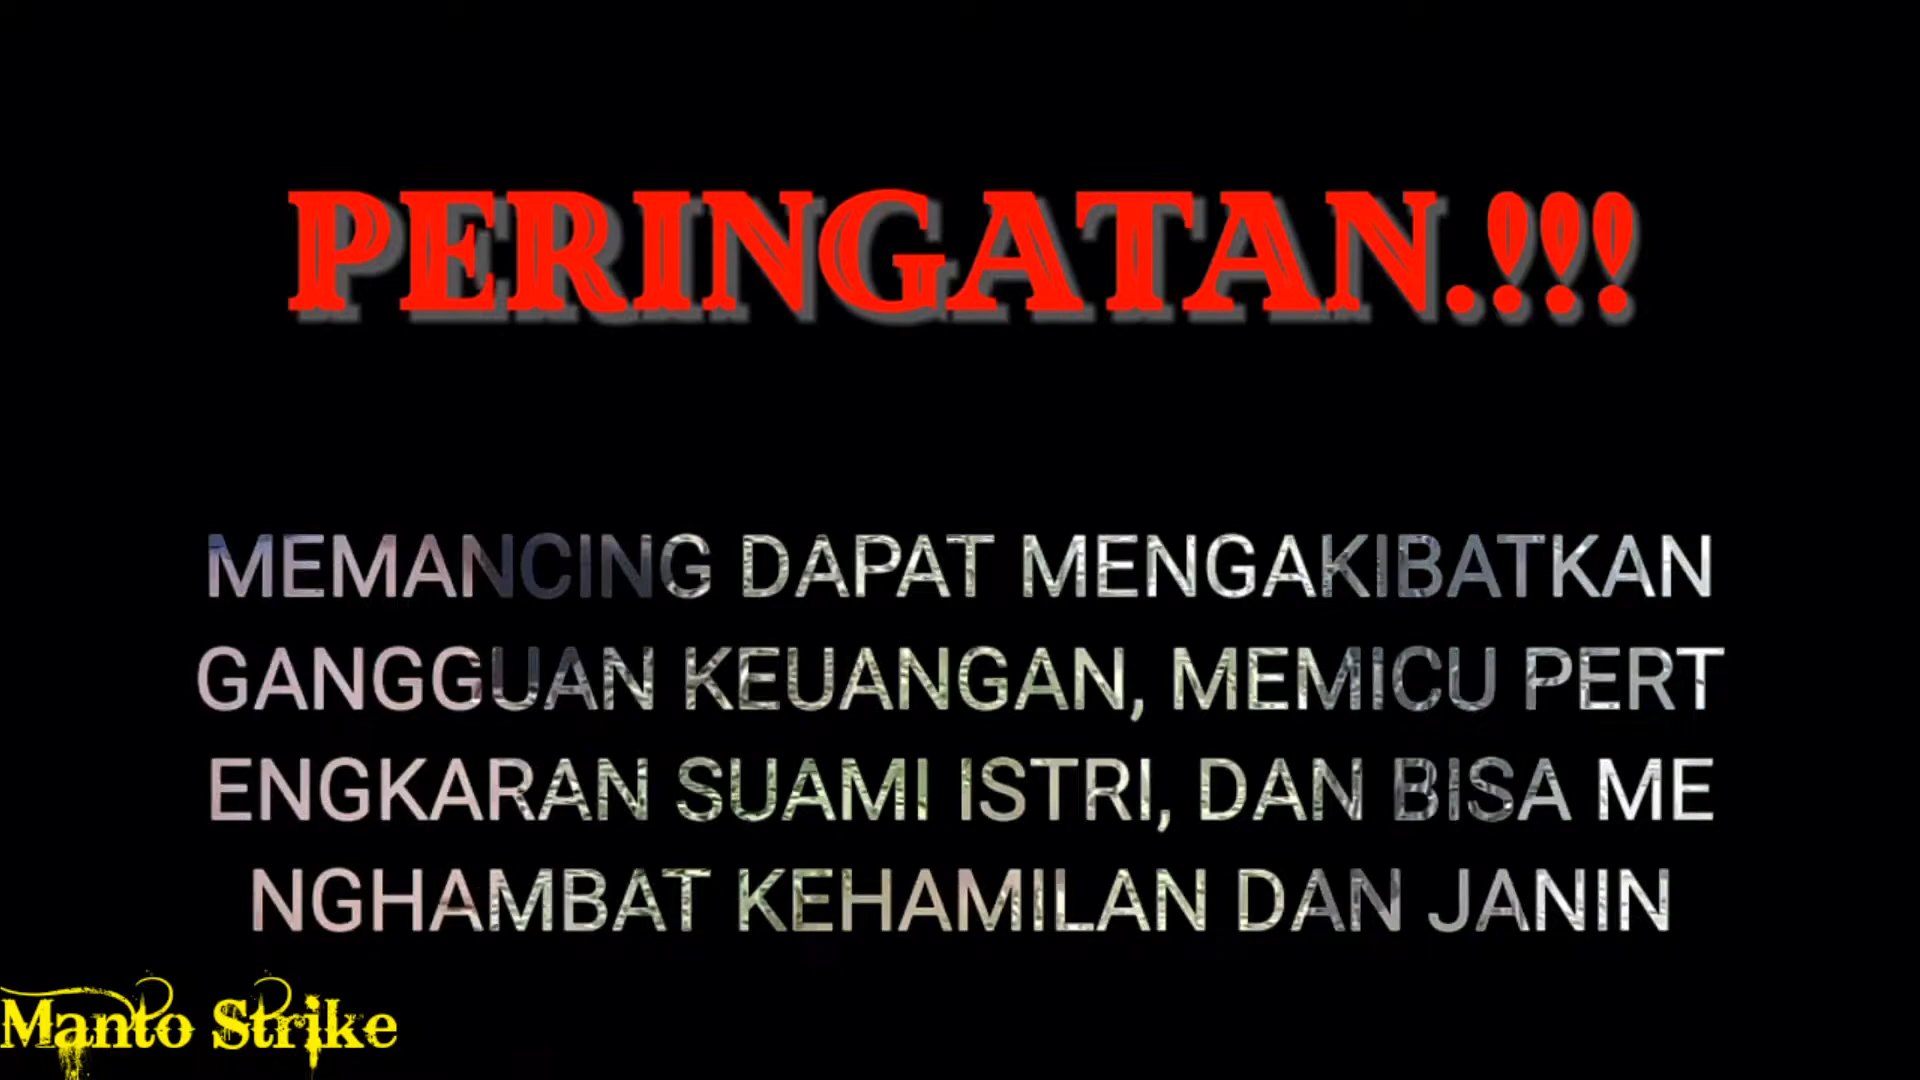 PERINGATAN.!!!
MEMANCING DAPAT MENGAKIBATKAN
GANGGUAN KEUANGAN, MEMICU PERT
ENGKARAN SUAMI ISTRI, DAN BISA ME
NGHAMBAT KEHAMILAN DAN JANIN
Manto Strike